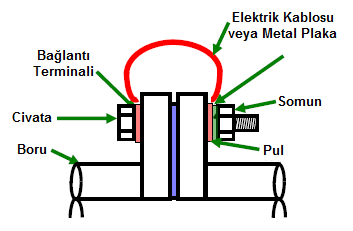 Elektrik Kablosu
veya Metal Plaka
Bağlantı
Terminali
Somun
Civata
Boru
Pul